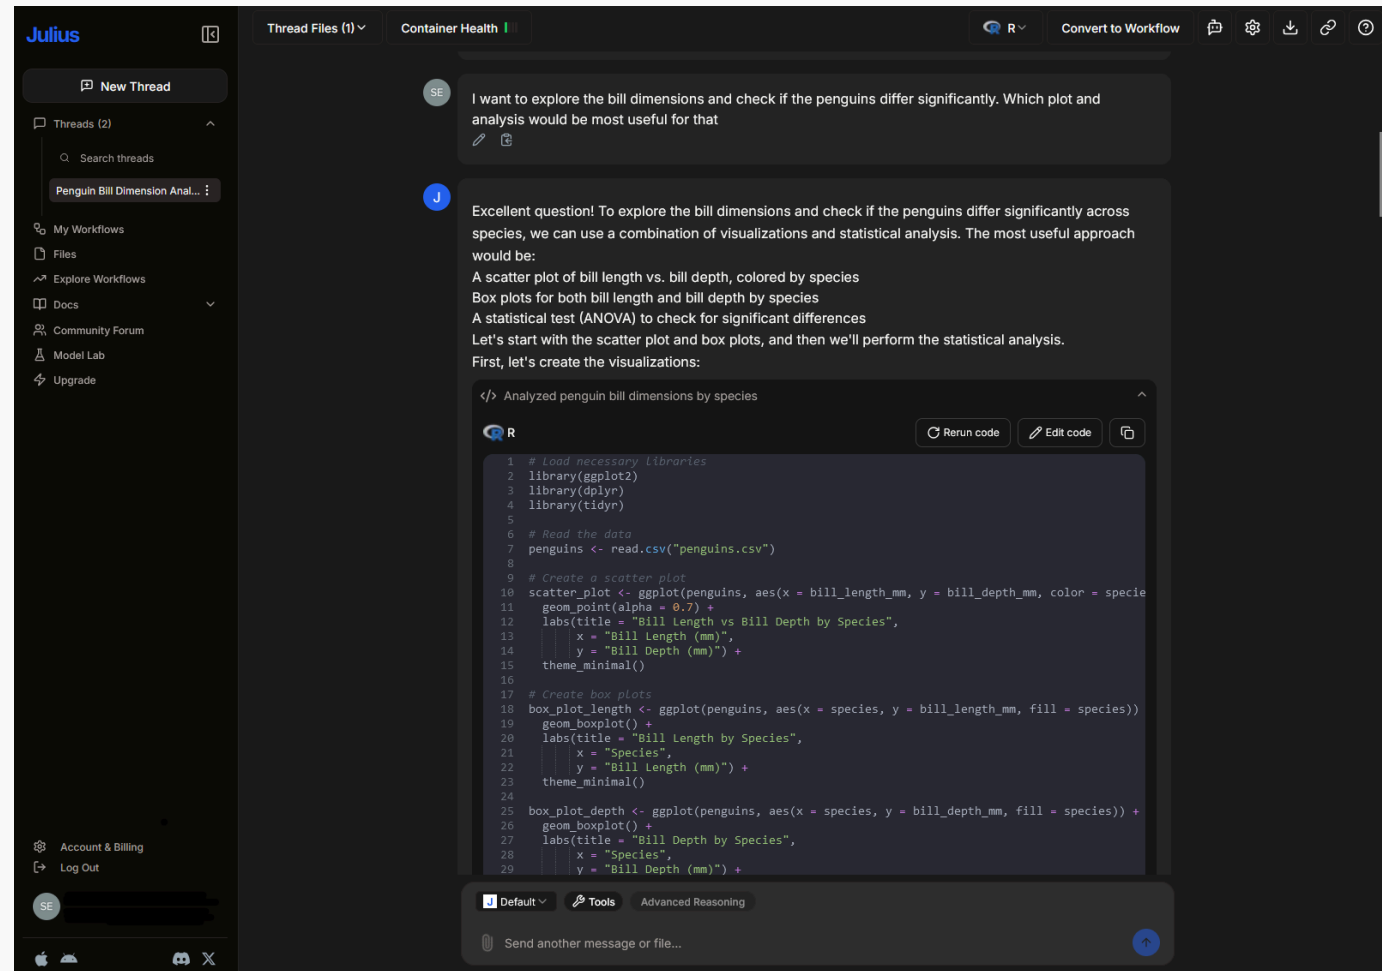 Julius
New Thread
Threads (2)
Search threads
Penguin Bill Dimension Anal...
My Workflows
Files
Explore Workflows
Docs
Community Forum
Model Lab
Upgrade
Account & Billing
Log Out
SE
Thread Files (1)
Container Health
R
Convert to Workflow
SE
I want to explore the bill dimensions and check if the penguins differ significantly. Which plot and
analysis would be most useful for that
J
Excellent question! To explore the bill dimensions and check if the penguins differ significantly across
species, we can use a combination of visualizations and statistical analysis. The most useful approach
would be:
A scatter plot of bill length vs. bill depth, colored by species
Box plots for both bill length and bill depth by species
A statistical test (ANOVA) to check for significant differences
Let's start with the scatter plot and box plots, and then we'll perform the statistical analysis.
First, let's create the visualizations:
</> Analyzed penguin bill dimensions by species
R
Rerun code
Edit code
1 # Load necessary libraries
2 library(ggplot2)
3 library(dplyr)
4 library(tidyr)
5
6 # Read the data
7 penguins <- read.csv("penguins.csv")
8
9 # Create a scatter plot
10 scatter_plot <- ggplot(penguins, aes(x = bill_length_mm, y = bill_depth_mm, color = specie
11 geom_point(alpha = 0.7) +
12 labs(title = "Bill Length vs Bill Depth by Species",
13 x = "Bill Length (mm)",
14 y = "Bill Depth (mm)") +
15 theme_minimal()
16
17 # Create box plots
18 box_plot_length <- ggplot(penguins, aes(x = species, y = bill_length_mm, fill = species))
19 geom_boxplot() +
20 labs(title = "Bill Length by Species",
21 x = "Species",
22 y = "Bill Length (mm)") +
23 theme_minimal()
24
25 box_plot_depth <- ggplot(penguins, aes(x = species, y = bill_depth_mm, fill = species)) +
26 geom_boxplot() +
27 labs(title = "Bill Depth by Species",
28 x = "Species",
29 y = "Bill Depth (mm)") +
J Default
Tools
Advanced Reasoning
Send another message or file...